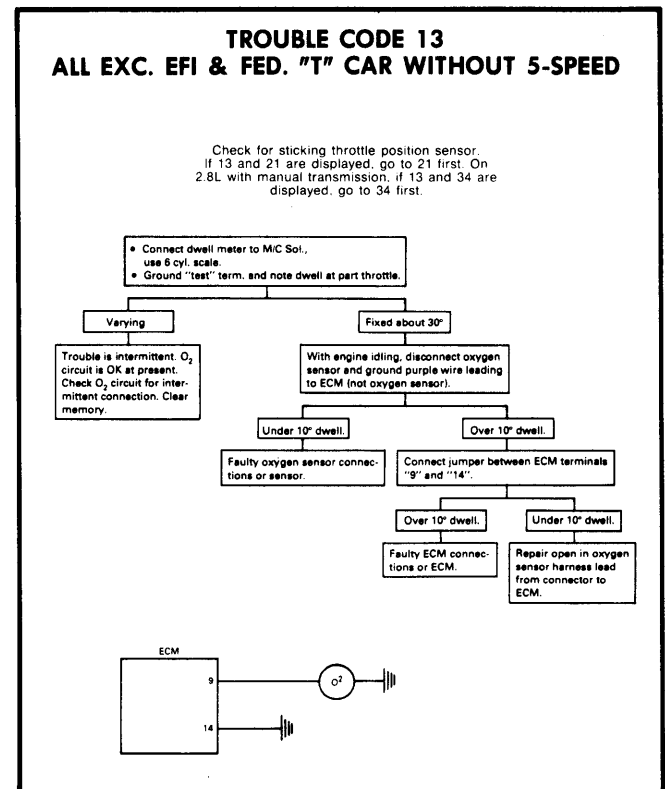 TROUBLE CODE 13
ALL EXC. EFI & FED. "T" CAR WITHOUT 5-SPEED
Check for sticking throttle position sensor.
If 13 and 21 are displayed, go to 21 first. On
2.8L with manual transmission, if 13 and 34 are
displayed, go to 34 first.
• Connect dwell meter to M/C Sol.,
use 6 cyl. scale.
• Ground "test" term. and note dwell at part throttle.
Varying
Fixed about 30°
Trouble is intermittent. O₂
circuit is OK at present.
Check O₂ circuit for inter-
mittent connection. Clear
memory.
With engine idling, disconnect oxygen
sensor and ground purple wire leading
to ECM (not oxygen sensor).
Under 10° dwell.
Over 10° dwell.
Faulty oxygen sensor connec-
tions or sensor.
Connect jumper between ECM terminals
"9" and "14".
Over 10° dwell.
Under 10° dwell.
Faulty ECM connec-
tions or ECM.
Repair open in oxygen
sensor harness lead
from connector to
ECM.
ECM
9
O²
14